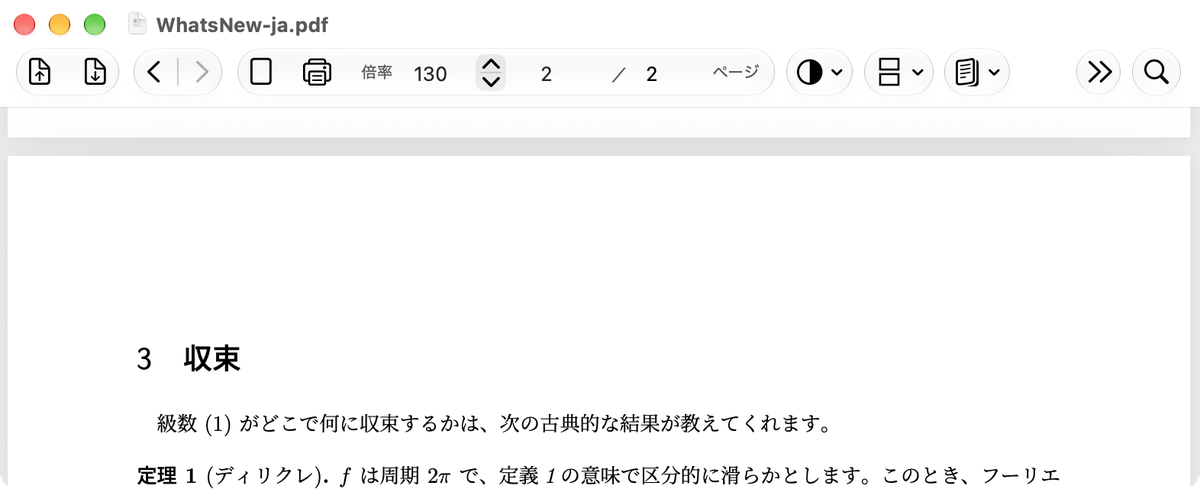 WhatsNew-ja.pdf
倍率 130 2 / 2 ページ
3 収束
級数 (1) がどこで何に収束するかは、次の古典的な結果が教えてくれます。
定理 1 (ディリクレ). f は周期 2π で、定義 1 の意味で区分的に滑らかとします。このとき、フーリエ